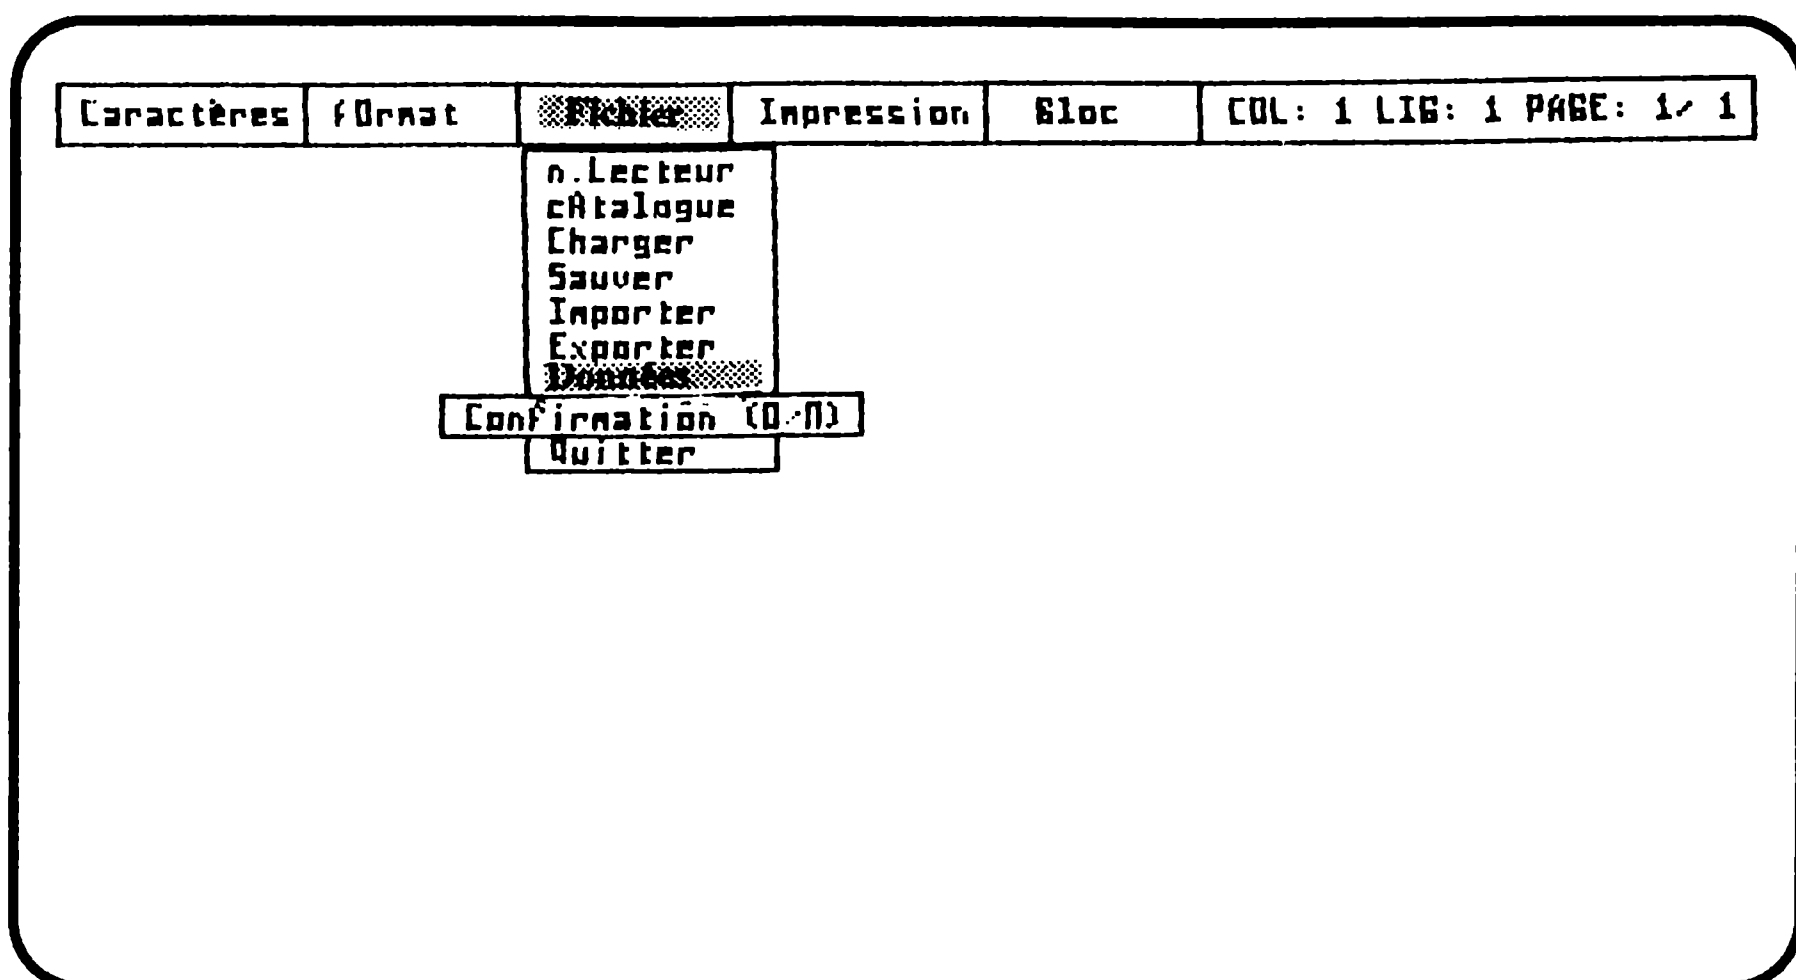 Caractères fOrmat FIchier Impression Bloc COL: 1 LIG: 1 PAGE: 1/ 1
n.Lecteur
cAtalogue
Charger
Sauver
Importer
Exporter
Données
Confirmation (O/N)
Quitter